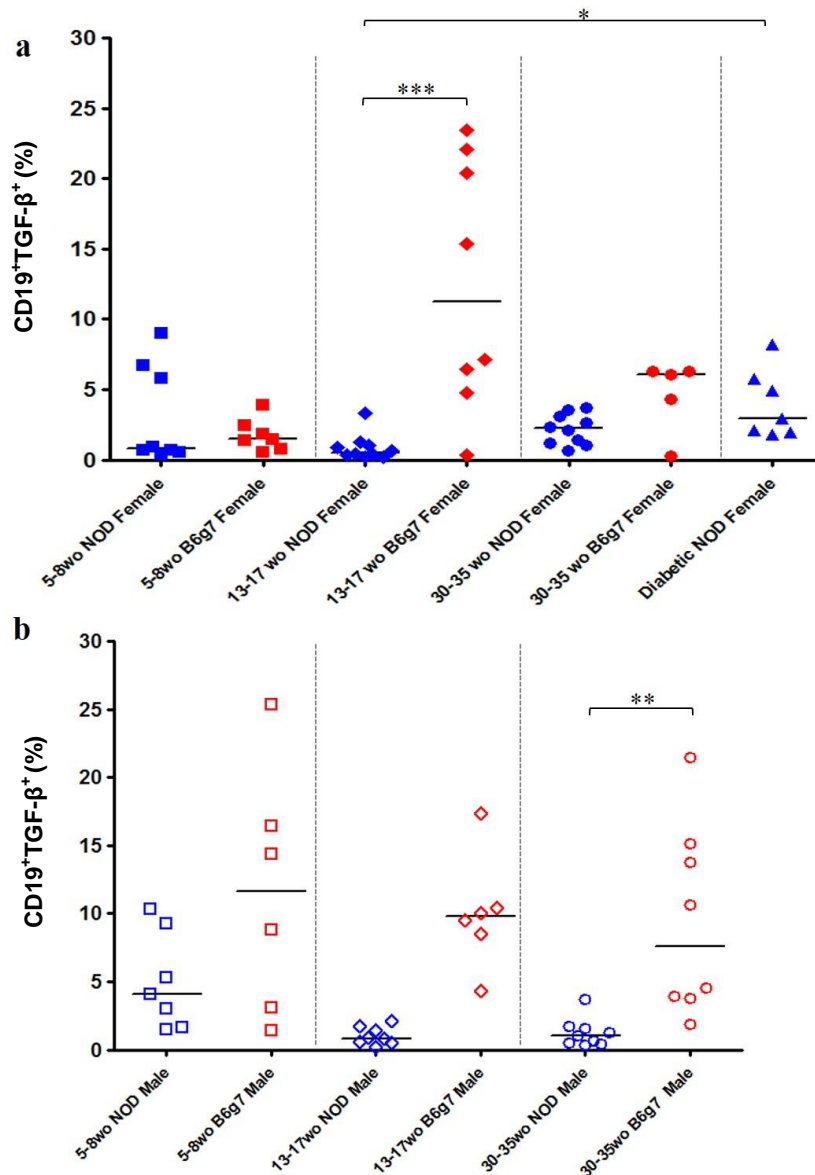 a
*
***
CD19⁺TGF-β⁺ (%)
30
25
20
15
10
5
0
5-8wo NOD Female
5-8wo B6g7 Female
13-17 wo NOD Female
13-17 wo B6g7 Female
30-35 wo NOD Female
30-35 wo B6g7 Female
Diabetic NOD Female
b
**
CD19⁺TGF-β⁺ (%)
30
25
20
15
10
5
0
5-8wo NOD Male
5-8wo B6g7 Male
13-17wo NOD Male
13-17wo B6g7 Male
30-35wo NOD Male
30-35wo B6g7 Male